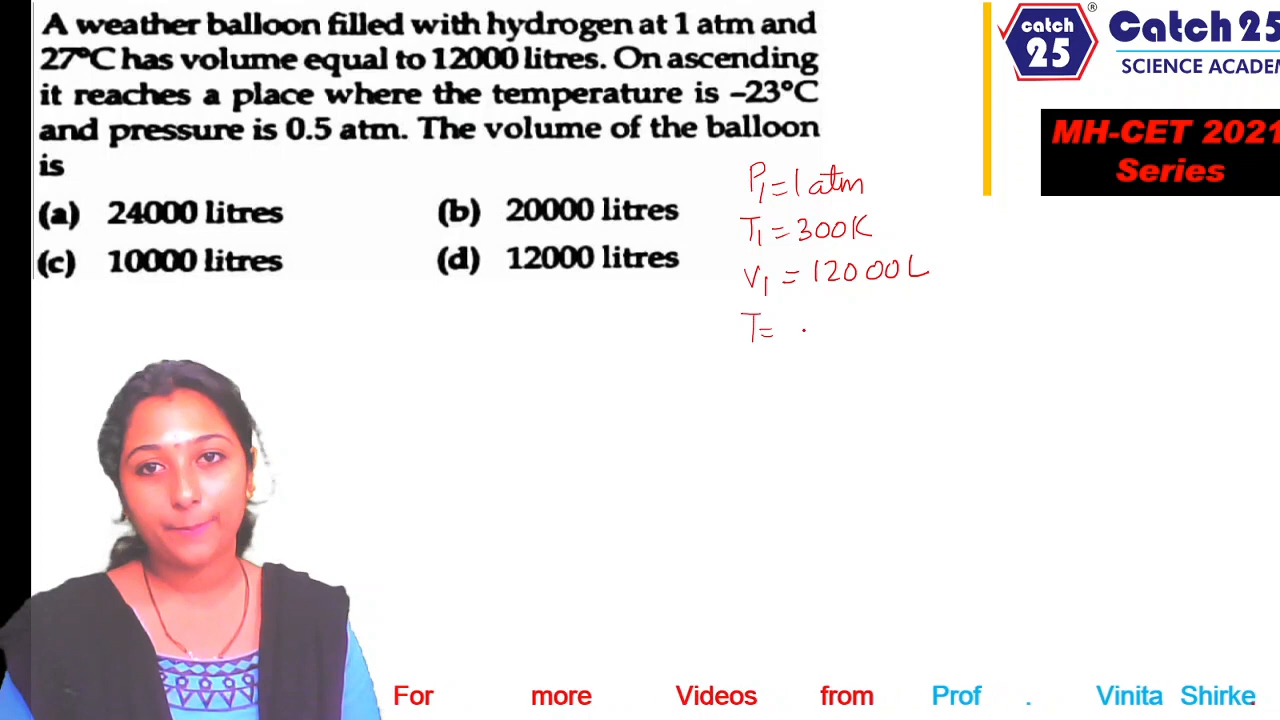 A weather balloon filled with hydrogen at 1 atm and
27°C has volume equal to 12000 litres. On ascending
it reaches a place where the temperature is –23°C
and pressure is 0.5 atm. The volume of the balloon
is
(a) 24000 litres (b) 20000 litres
(c) 10000 litres (d) 12000 litres
P₁ = 1 atm
T₁ = 300K
V₁ = 12000L
T=
catch
25
®
Catch 25
SCIENCE ACADEM
MH-CET 2021
Series
For more Videos from Prof . Vinita Shirke